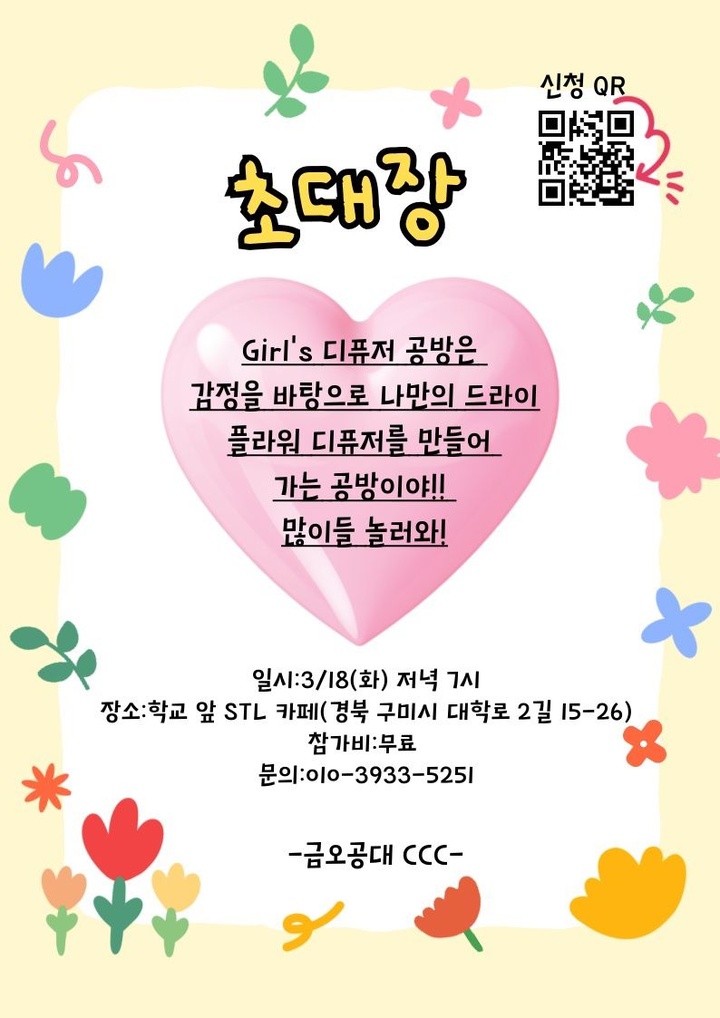 신청 QR
초대장
Girl's 디퓨저 공방은
감정을 바탕으로 나만의 드라이
플라워 디퓨저를 만들어
가는 공방이야!!
많이들 놀러와!
일시:3/18(화) 저녁 7시
장소:학교 앞 STL 카페(경북 구미시 대학로 2길 15-26)
참가비:무료
문의:010-3933-5251
-금오공대 CCC-